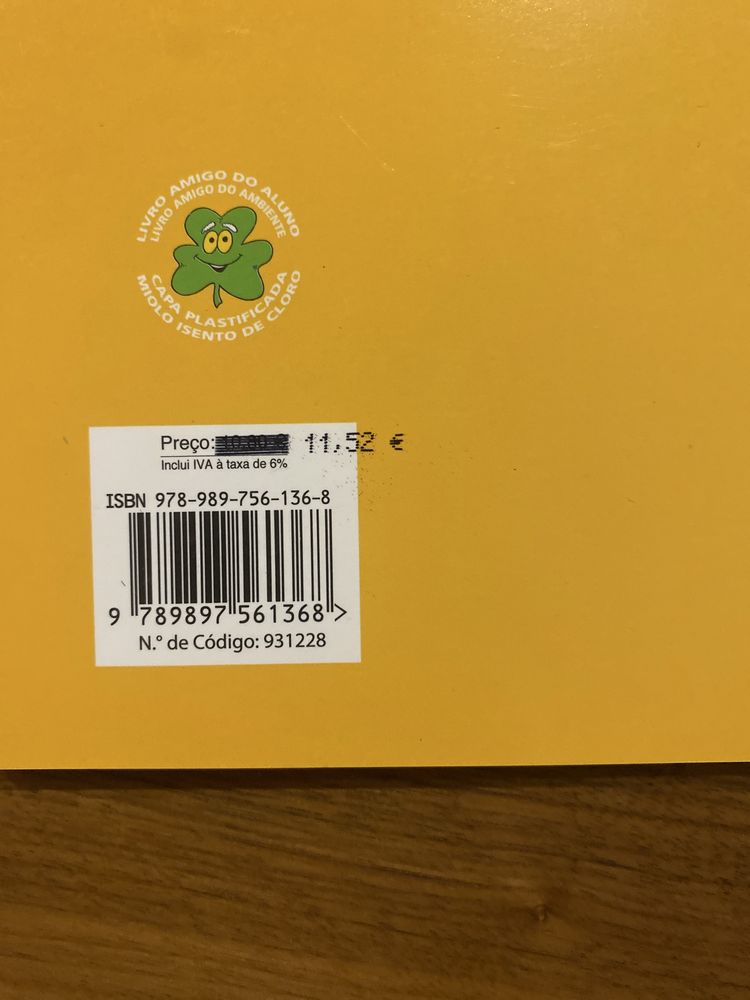 LIVRO AMIGO DO ALUNO
LIVRO AMIGO DO AMBIENTE
CAPA PLASTIFICADA
MIOLO ISENTO DE CLORO
Preço: 11,52 €
Inclui IVA à taxa de 6%
ISBN 978-989-756-136-8
9 789897 561368 >
N.º de Código: 931228